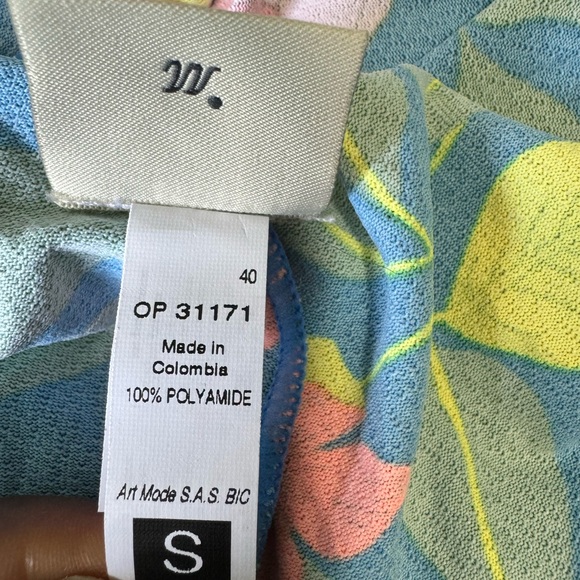 40
OP 31171
Made in
Colombia
100% POLYAMIDE
Art Mode S.A.S. BIC
S